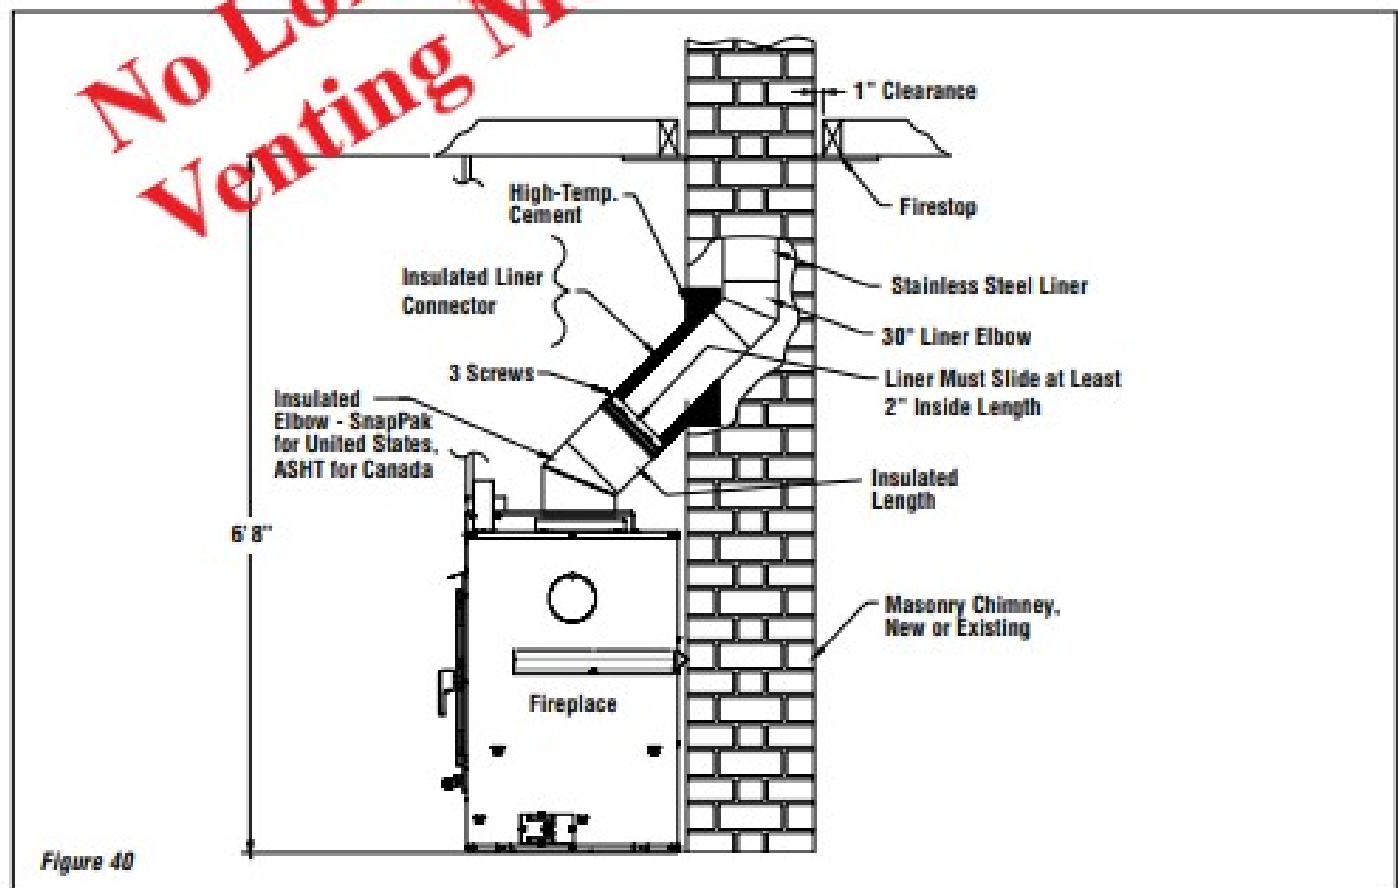 No
Venting
1" Clearance
High-Temp.
Cement
Firestop
Insulated Liner
Connector
Stainless Steel Liner
30° Liner Elbow
3 Screws
Liner Must Slide at Least
2" Inside Length
Insulated
Elbow - SnapPak
for United States,
ASHT for Canada
Insulated
Length
6' 8"
Masonry Chimney,
New or Existing
Fireplace
Figure 40